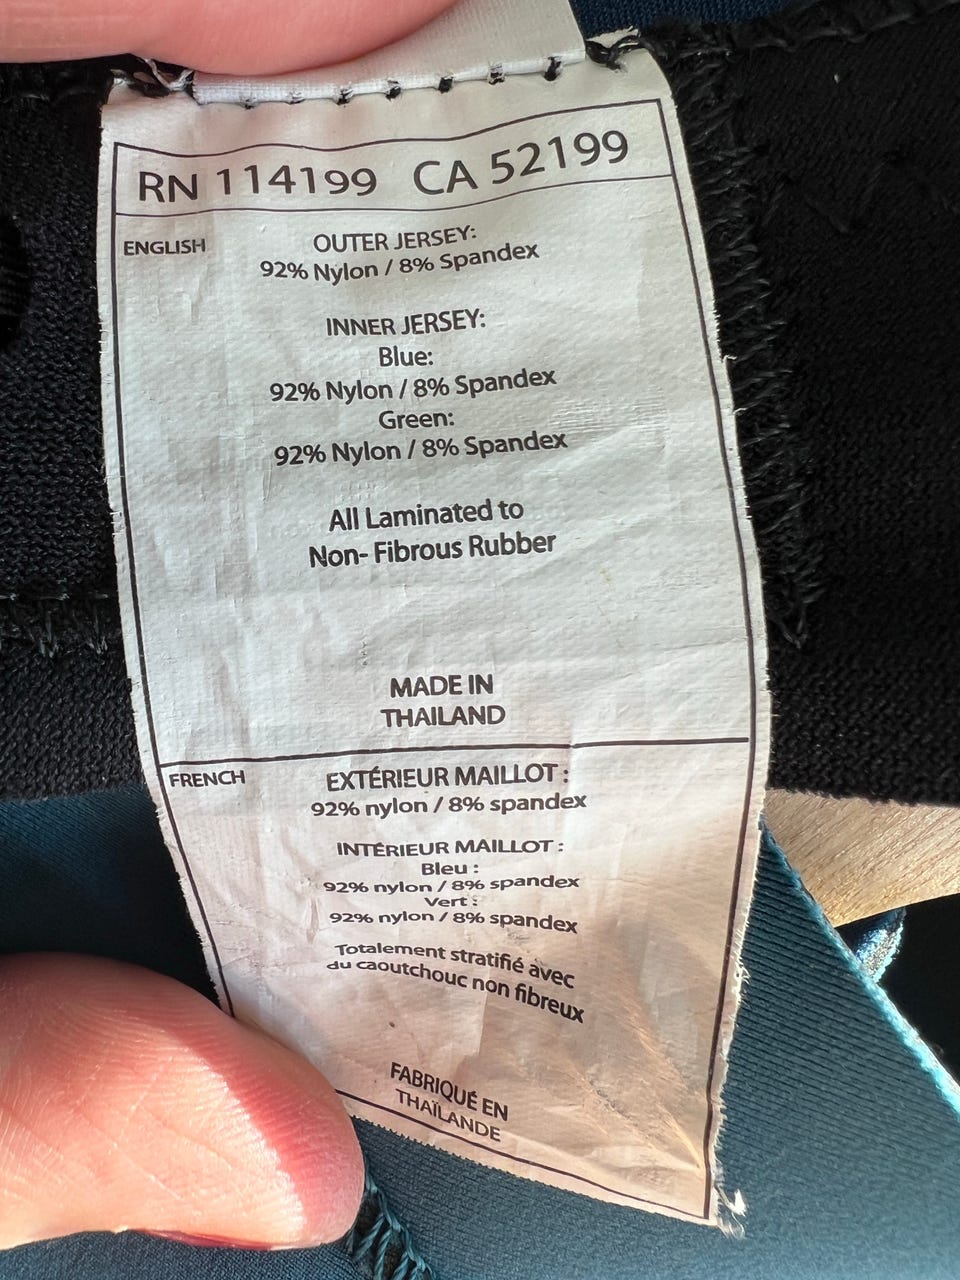 RN 114199 CA 52199
ENGLISH
OUTER JERSEY:
92% Nylon / 8% Spandex
INNER JERSEY:
Blue:
92% Nylon / 8% Spandex
Green:
92% Nylon / 8% Spandex
All Laminated to
Non- Fibrous Rubber
MADE IN
THAILAND
FRENCH
EXTÉRIEUR MAILLOT :
92% nylon / 8% spandex
INTÉRIEUR MAILLOT :
Bleu :
92% nylon / 8% spandex
Vert :
92% nylon / 8% spandex
Totalement stratifié avec
du caoutchouc non fibreux
FABRIQUÉ EN
THAÏLANDE